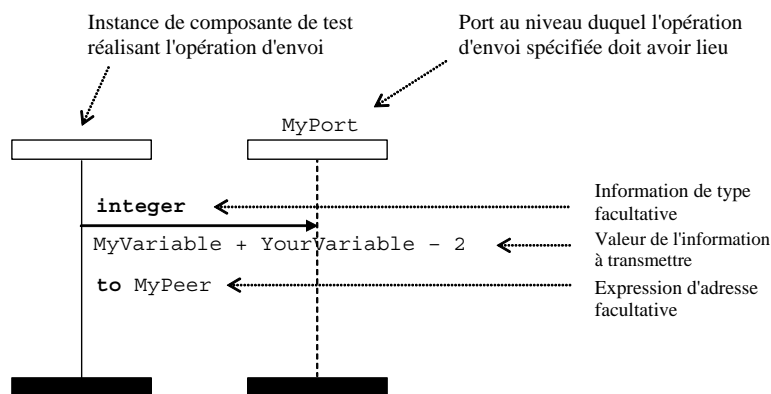 Instance de composante de test
réalisant l'opération d'envoi
Port au niveau duquel l'opération
d'envoi spécifiée doit avoir lieu
MyPort
integer
Information de type
facultative
MyVariable + YourVariable – 2
Valeur de l'information
à transmettre
to MyPeer
Expression d'adresse
facultative